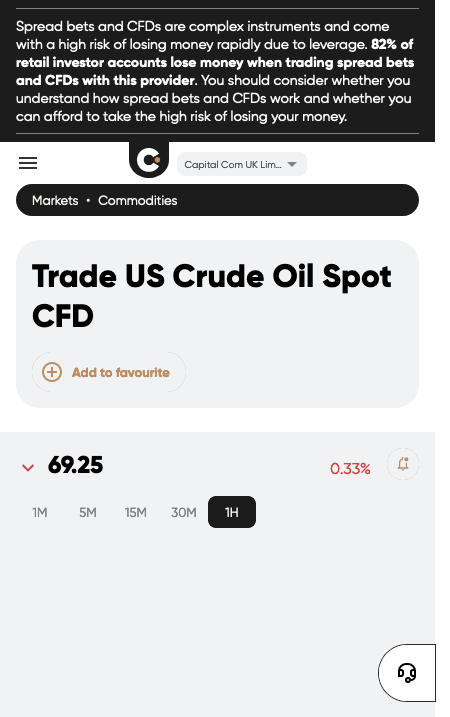 Spread bets and CFDs are complex instruments and come
with a high risk of losing money rapidly due to leverage. 82% of
retail investor accounts lose money when trading spread bets
and CFDs with this provider. You should consider whether you
understand how spread bets and CFDs work and whether you
can afford to take the high risk of losing your money.
Capital Com UK Lim...
Markets • Commodities
Trade US Crude Oil Spot
CFD
Add to favourite
69.25
0.33%
1M 5M 15M 30M 1H